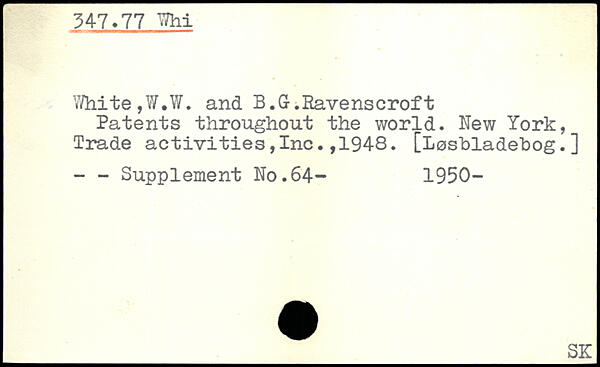 347.77 Whi
White,W.W. and B.G.Ravenscroft
Patents throughout the world. New York,
Trade activities,Inc.,1948. [Løsbladebog.]
- - Supplement No.64- 1950-
SK